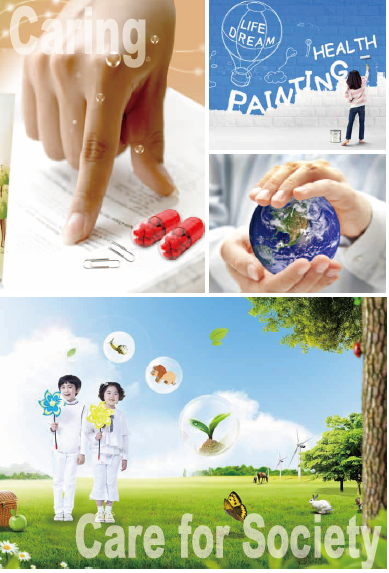 Caring
LIFE
DREAM
HEALTH
PAINTING
Care for Society